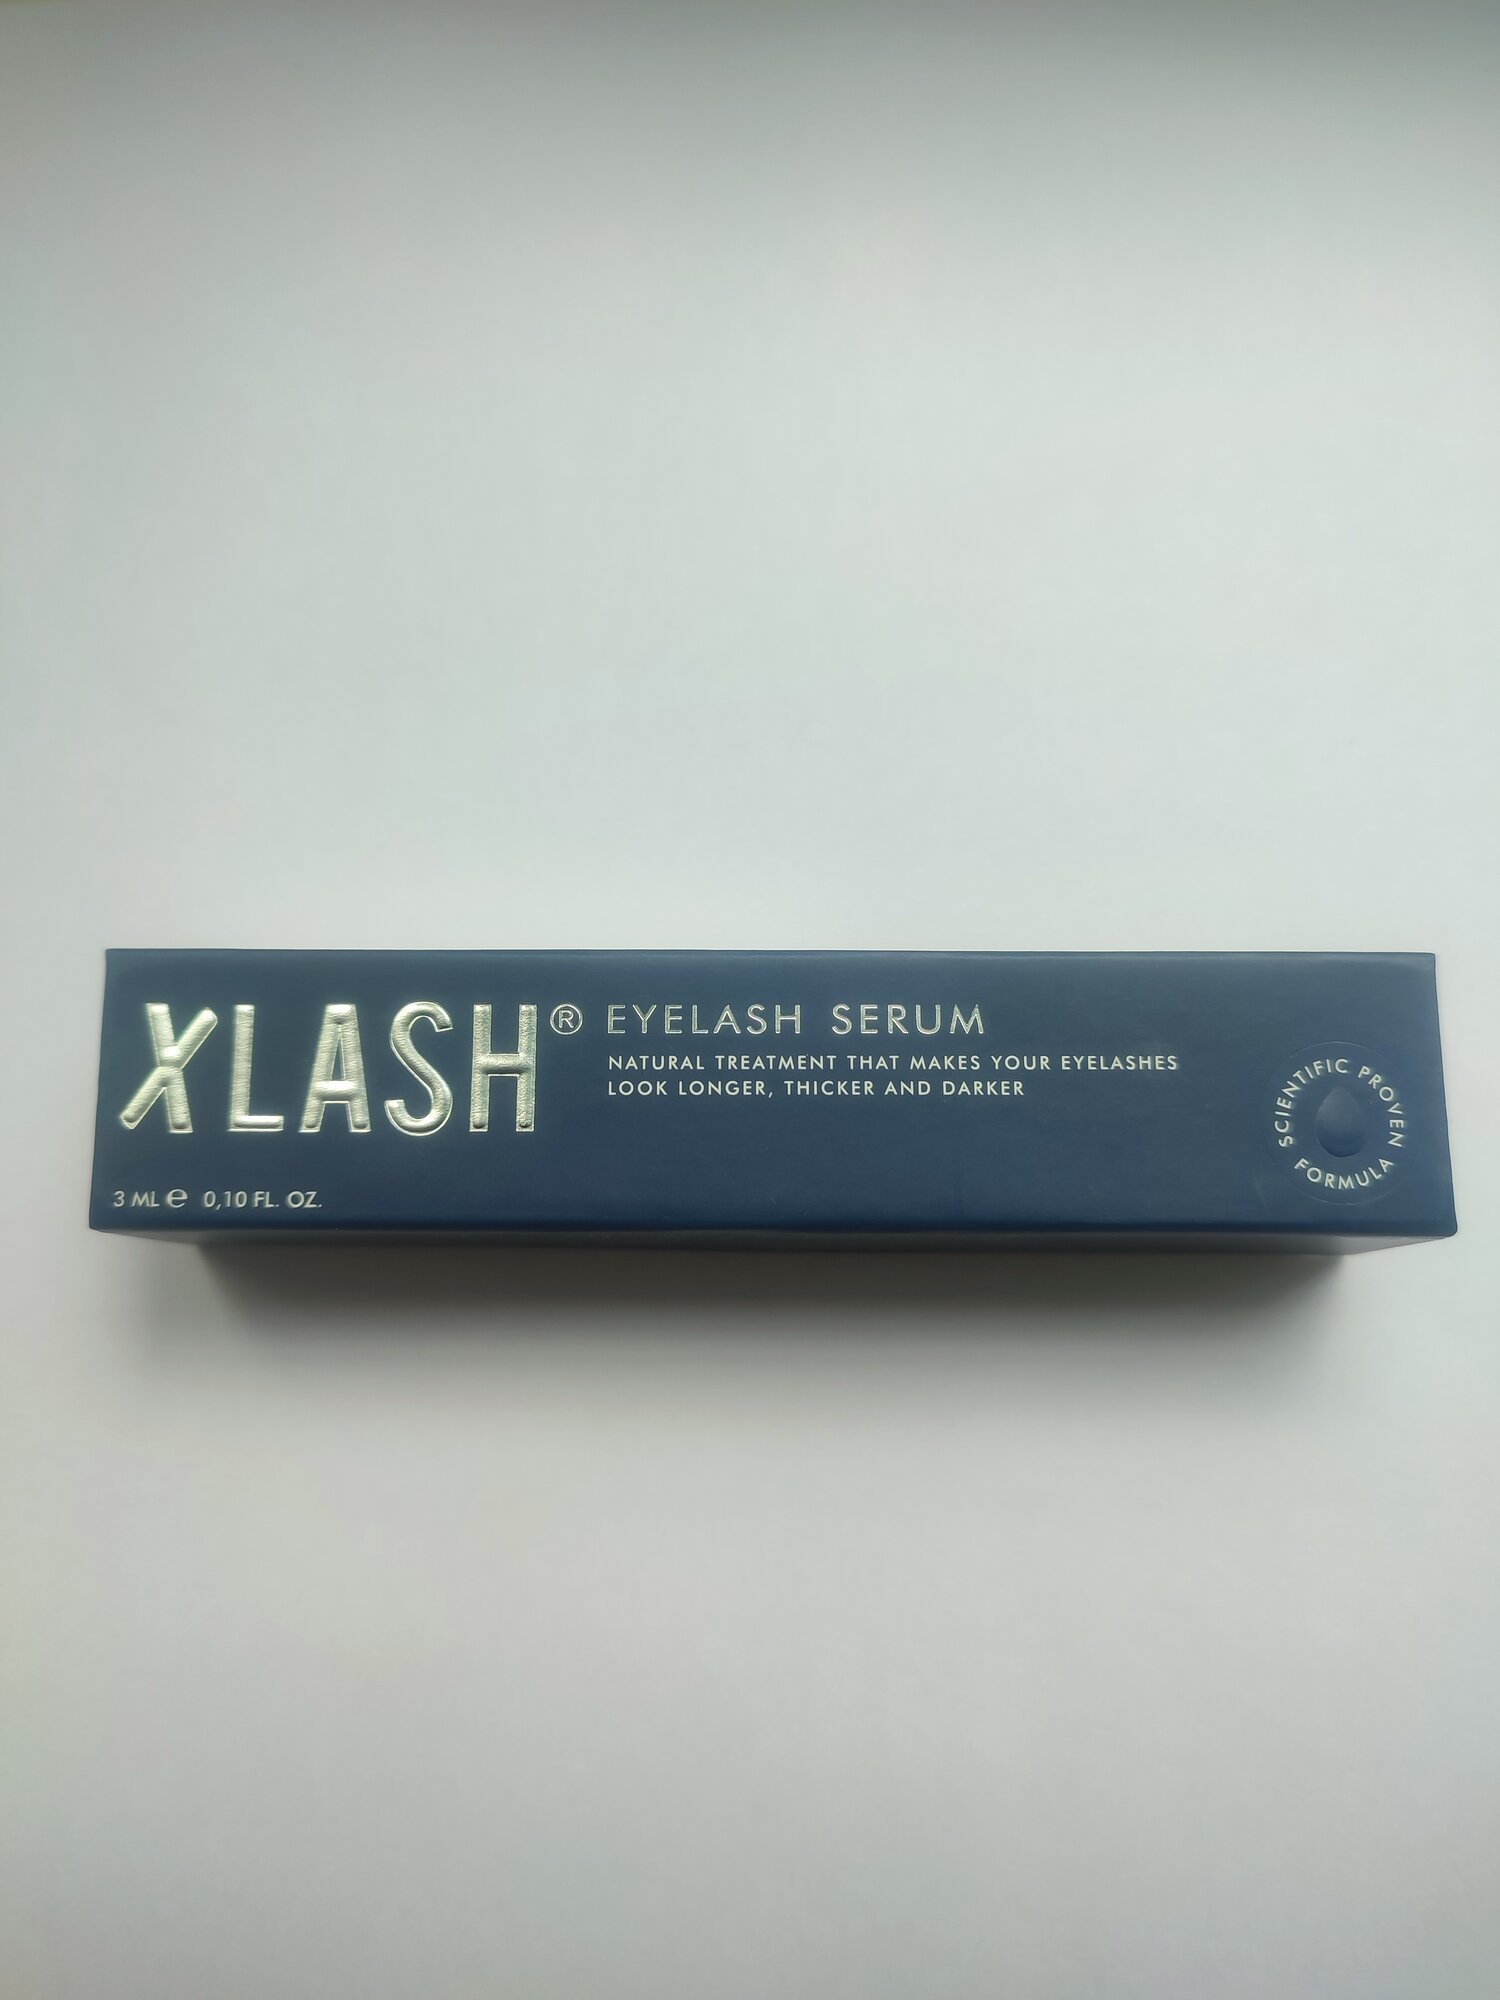 XLASH®
EYELASH SERUM
NATURAL TREATMENT THAT MAKES YOUR EYELASHES
LOOK LONGER, THICKER AND DARKER
3 ML ℮ 0,10 FL. OZ.
SCIENTIFIC PROVEN
FORMULA